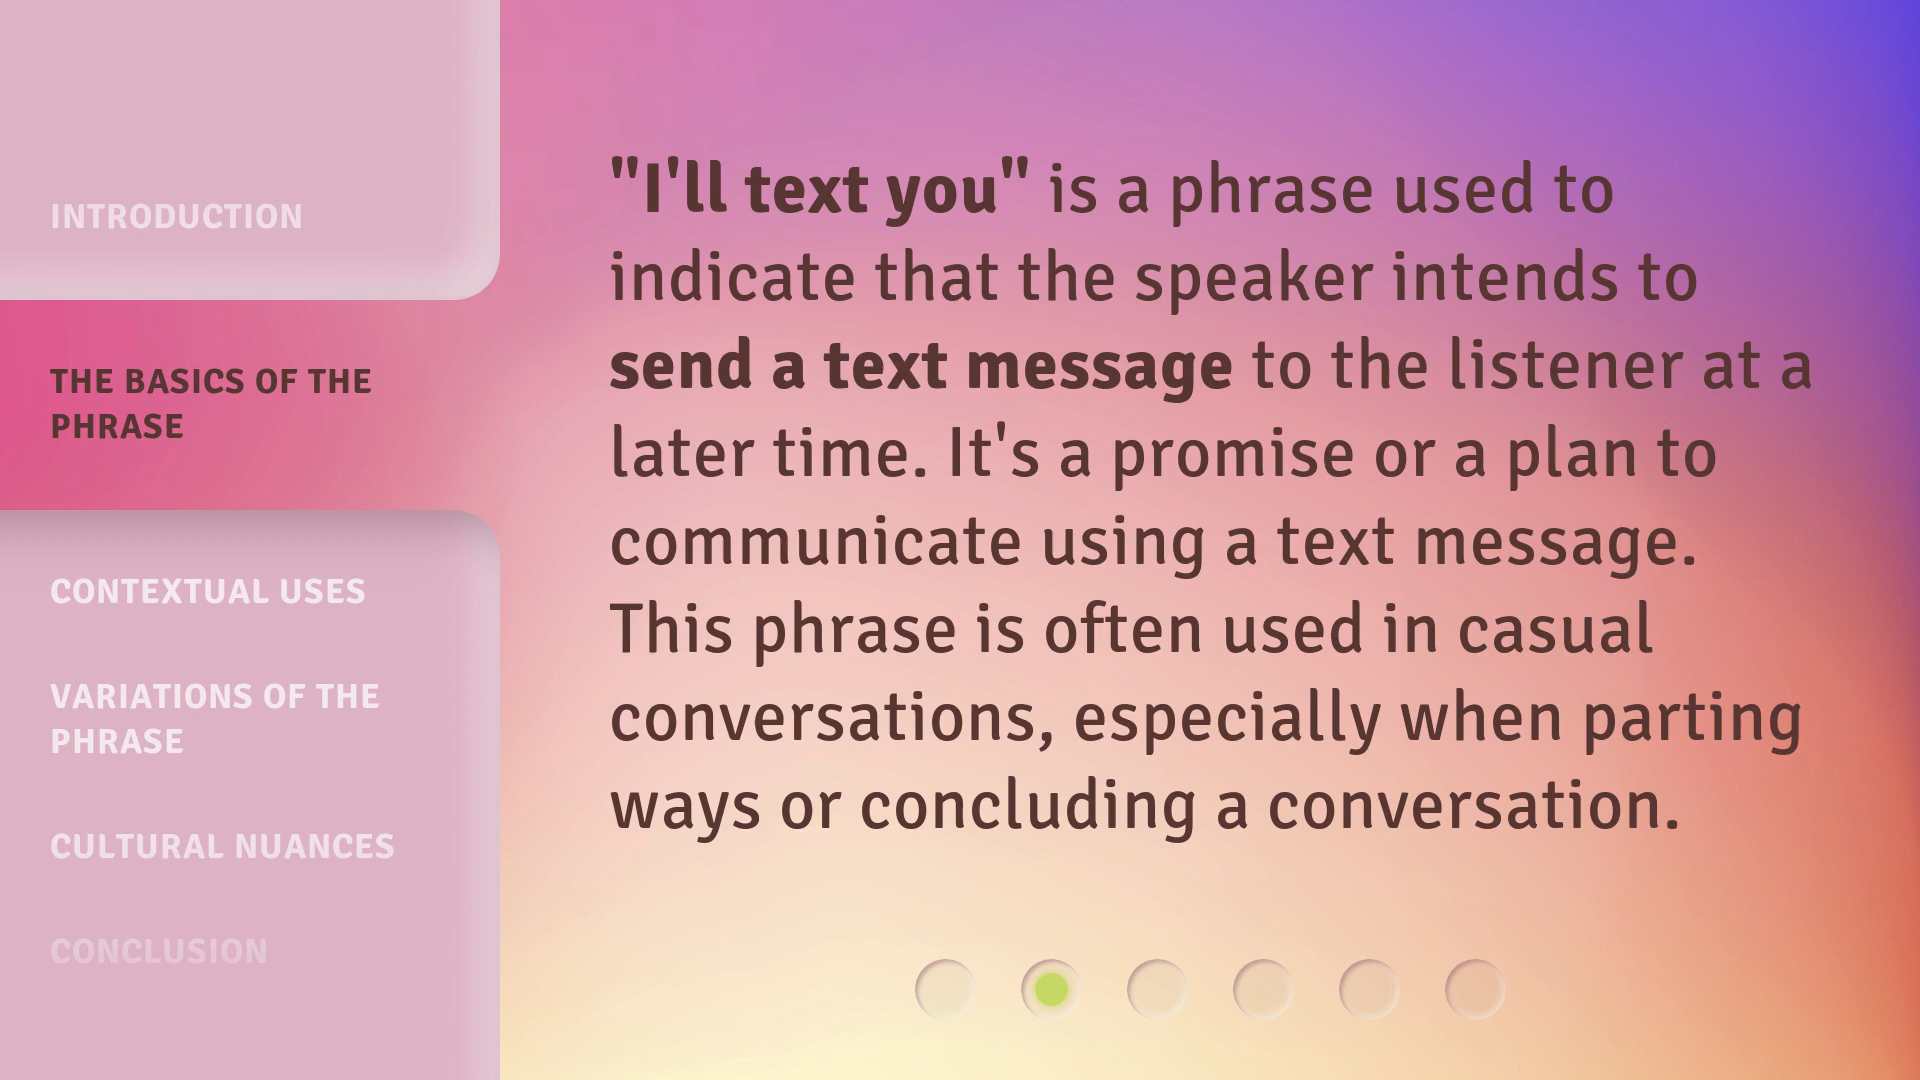 INTRODUCTION
THE BASICS OF THE
PHRASE
CONTEXTUAL USES
VARIATIONS OF THE
PHRASE
CULTURAL NUANCES
CONCLUSION
"I'll text you" is a phrase used to
indicate that the speaker intends to
send a text message to the listener at a
later time. It's a promise or a plan to
communicate using a text message.
This phrase is often used in casual
conversations, especially when parting
ways or concluding a conversation.